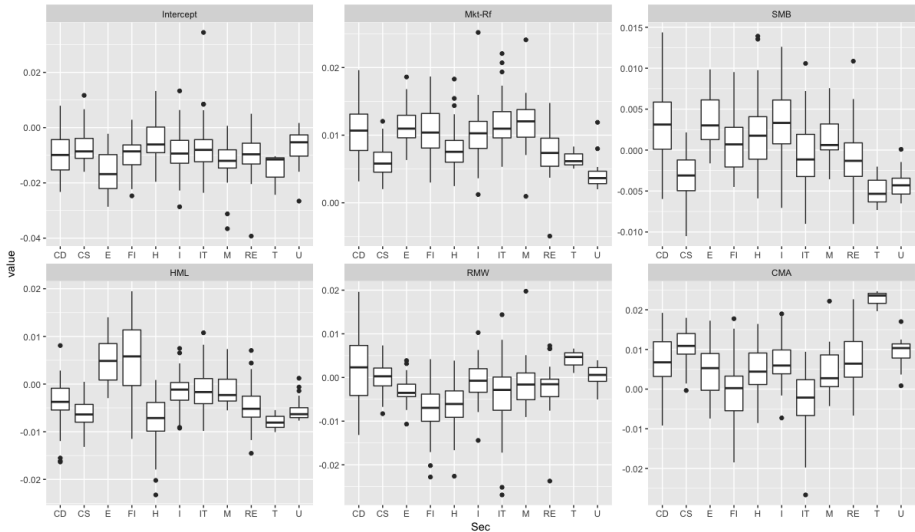 Intercept Mkt-Rf SMB
0.02
0.00
-0.02
-0.04
0.02
0.01
0.00
0.015
0.010
0.005
0.000
-0.005
-0.010
CD CS E FI H I IT M RE T U
CD CS E FI H I IT M RE T U
CD CS E FI H I IT M RE T U
value
HML RMW CMA
0.02
0.01
0.00
-0.01
-0.02
0.02
0.01
0.00
-0.01
-0.02
0.02
0.01
0.00
-0.01
-0.02
CD CS E FI H I IT M RE T U
CD CS E FI H I IT M RE T U
CD CS E FI H I IT M RE T U
Sec